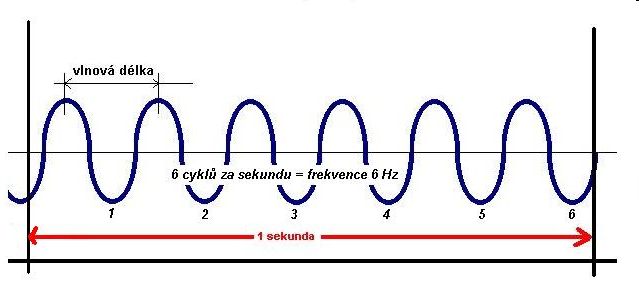 vlnová délka
6 cyklů za sekundu = frekvence 6 Hz
1 2 3 4 5 6
1 sekunda